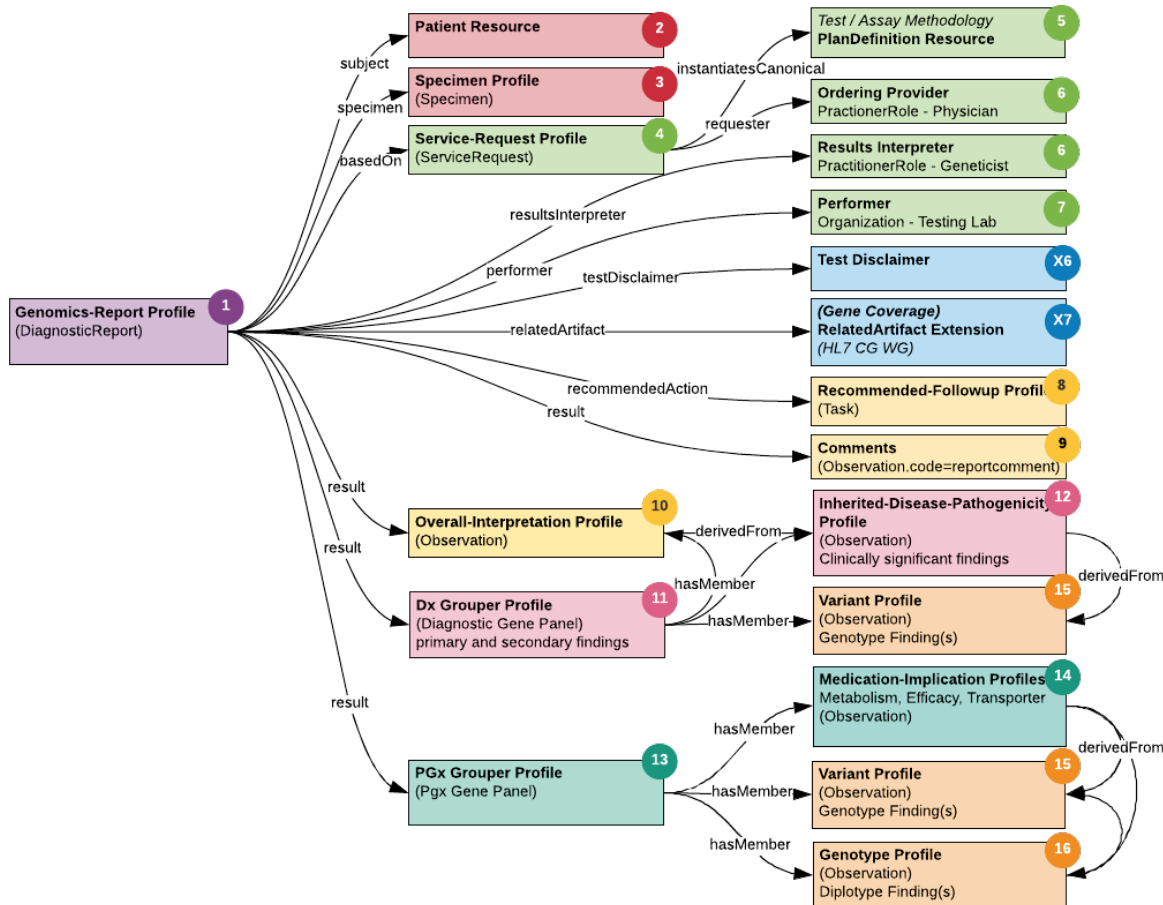 Patient Resource
2
Test / Assay Methodology
PlanDefinition Resource
5
subject
instantiatesCanonical
Specimen Profile
(Specimen)
3
specimen
Ordering Provider
PractionerRole - Physician
6
requester
Service-Request Profile
(ServiceRequest)
4
basedOn
Results Interpreter
PractitionerRole - Geneticist
6
resultsInterpreter
Performer
Organization - Testing Lab
7
performer
Test Disclaimer
X6
testDisclaimer
Genomics-Report Profile
(DiagnosticReport)
1
(Gene Coverage)
RelatedArtifact Extension
(HL7 CG WG)
X7
relatedArtifact
recommendedAction
Recommended-Followup Profile
(Task)
8
result
Comments
(Observation.code=reportcomment)
9
result
Overall-Interpretation Profile
(Observation)
10
derivedFrom
Inherited-Disease-Pathogenicity
Profile
(Observation)
Clinically significant findings
12
result
hasMember
derivedFrom
Dx Grouper Profile
(Diagnostic Gene Panel)
primary and secondary findings
11
hasMember
Variant Profile
(Observation)
Genotype Finding(s)
15
result
Medication-Implication Profiles
Metabolism, Efficacy, Transporter
(Observation)
14
hasMember
derivedFrom
PGx Grouper Profile
(Pgx Gene Panel)
13
hasMember
Variant Profile
(Observation)
Genotype Finding(s)
15
hasMember
Genotype Profile
(Observation)
Diplotype Finding(s)
16